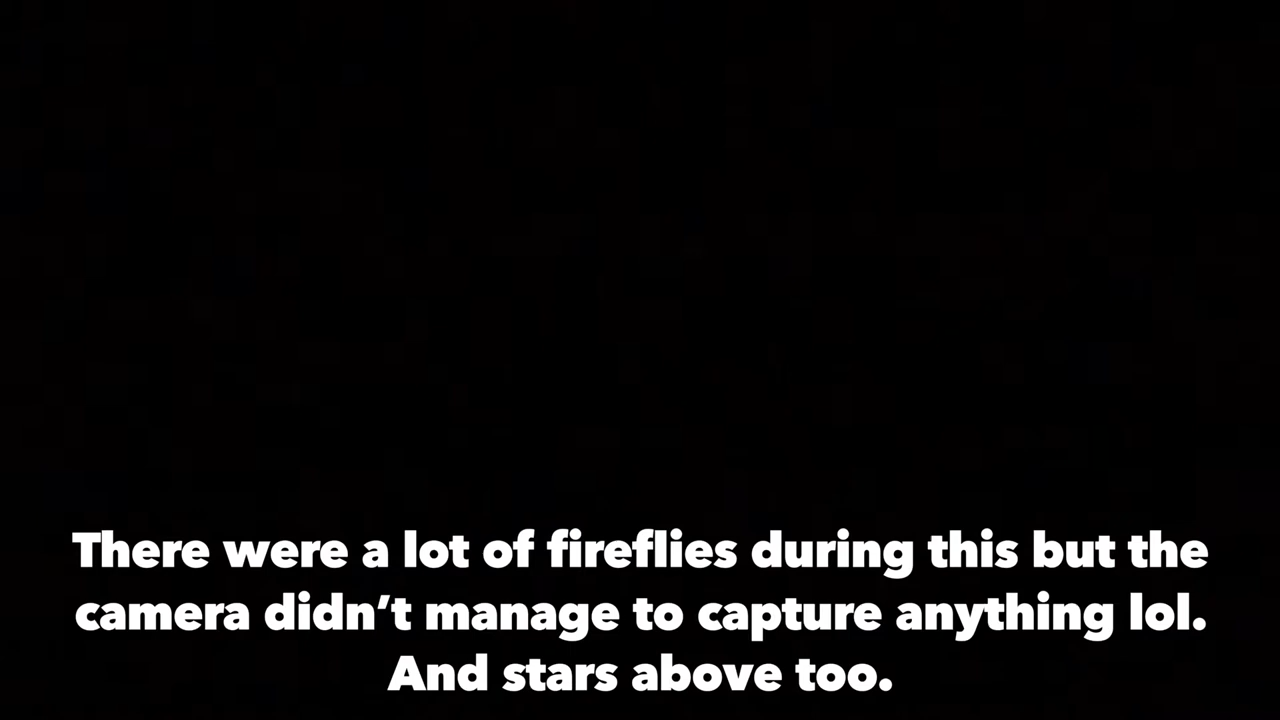 There were a lot of fireflies during this but the
camera didn’t manage to capture anything lol.
And stars above too.